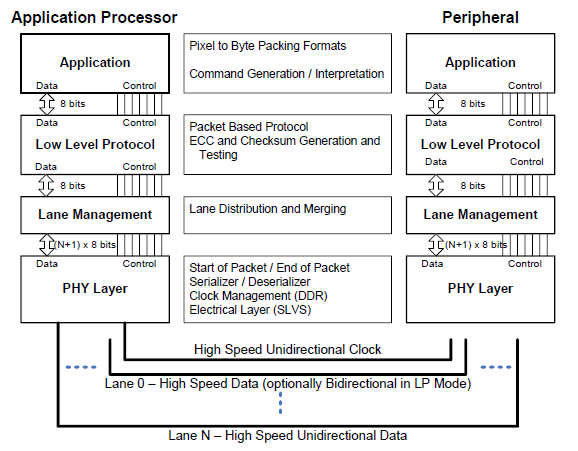 Application Processor
Peripheral
Application
Data
Control
8 bits
Pixel to Byte Packing Formats
Command Generation / Interpretation
Application
Data
Control
8 bits
Low Level Protocol
Data
Control
8 bits
Packet Based Protocol
ECC and Checksum Generation and
Testing
Low Level Protocol
Data
Control
8 bits
Lane Management
(N+1) x 8 bits
Lane Distribution and Merging
Lane Management
(N+1) x 8 bits
Data
Control
PHY Layer
Start of Packet / End of Packet
Serializer / Deserializer
Clock Management (DDR)
Electrical Layer (SLVS)
Data
Control
PHY Layer
High Speed Unidirectional Clock
Lane 0 – High Speed Data (optionally Bidirectional in LP Mode)
Lane N – High Speed Unidirectional Data